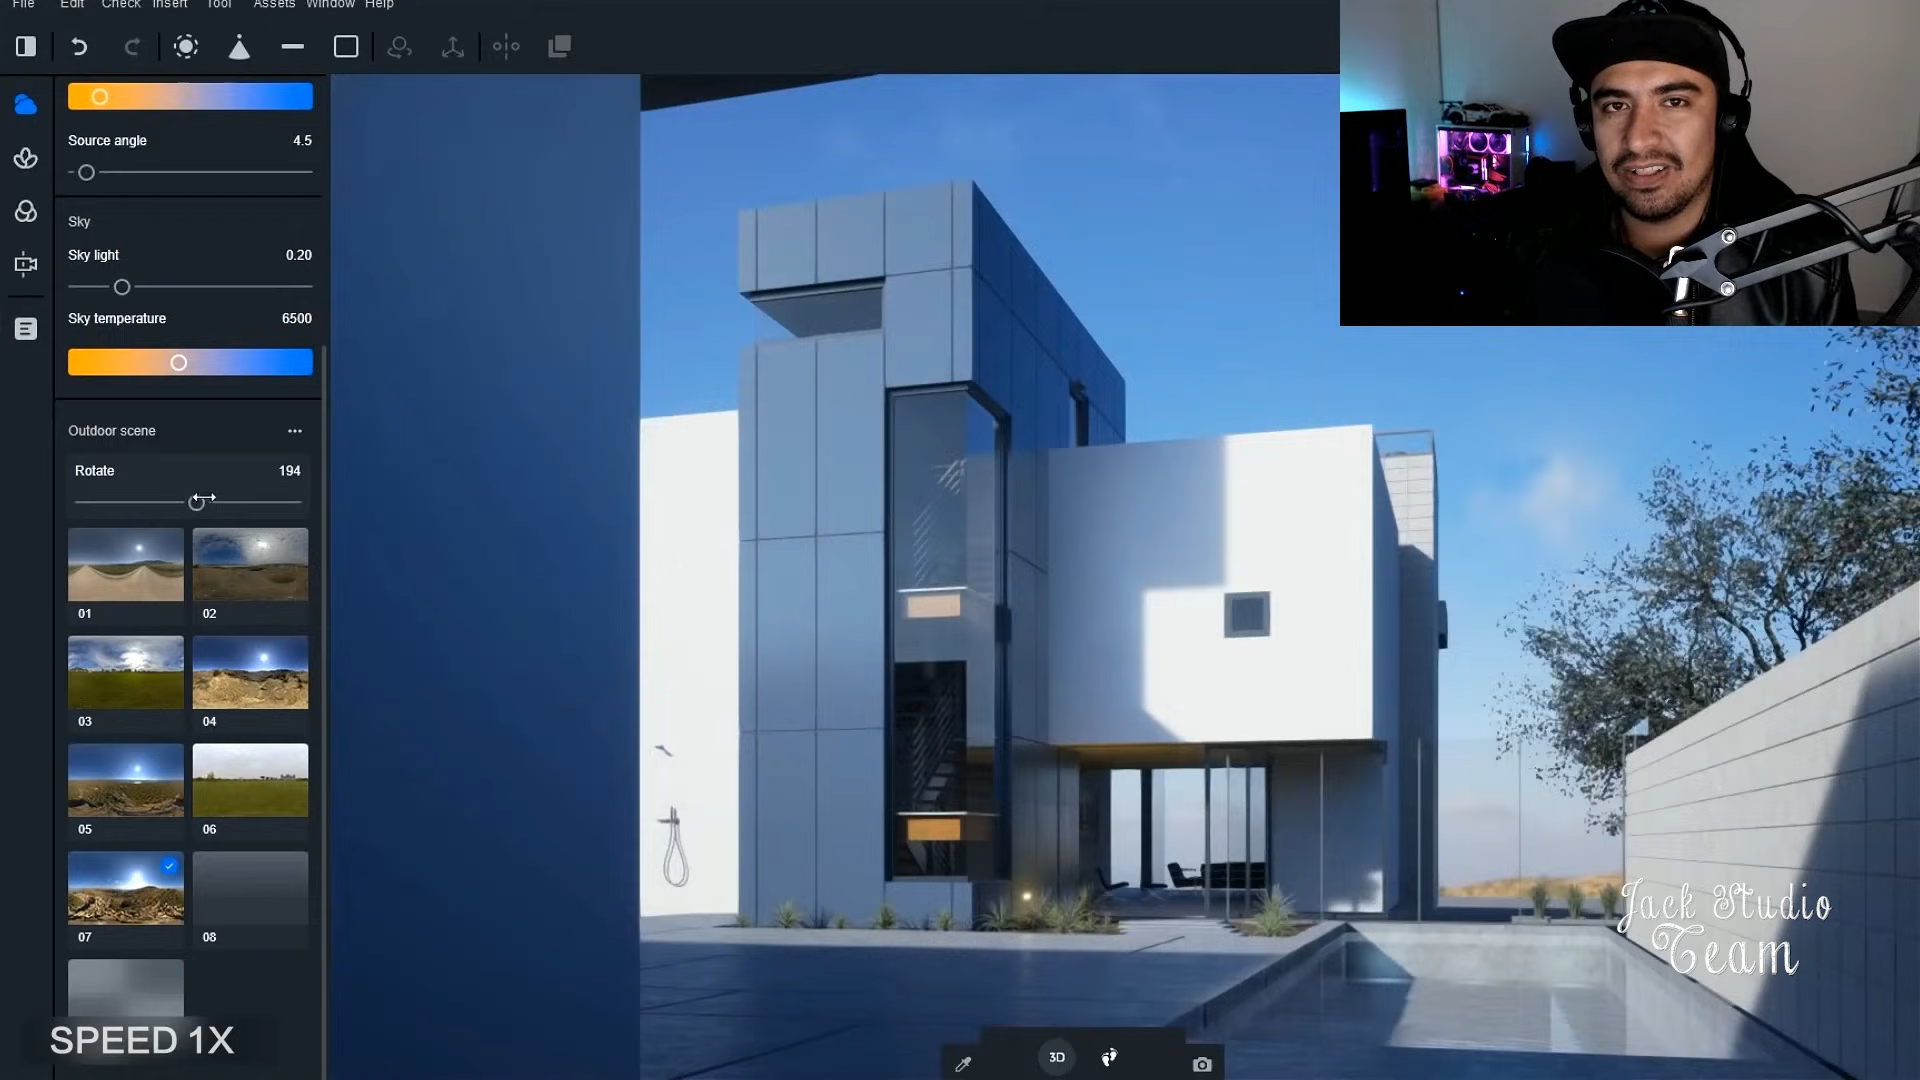 File Edit Check Insert Tool Assets Window Help
Source angle 4.5
Sky
Sky light 0.20
Sky temperature 6500
Outdoor scene
Rotate 194
01 02
03 04
05 06
07 08
SPEED 1X
3D
Jack Studio
Team